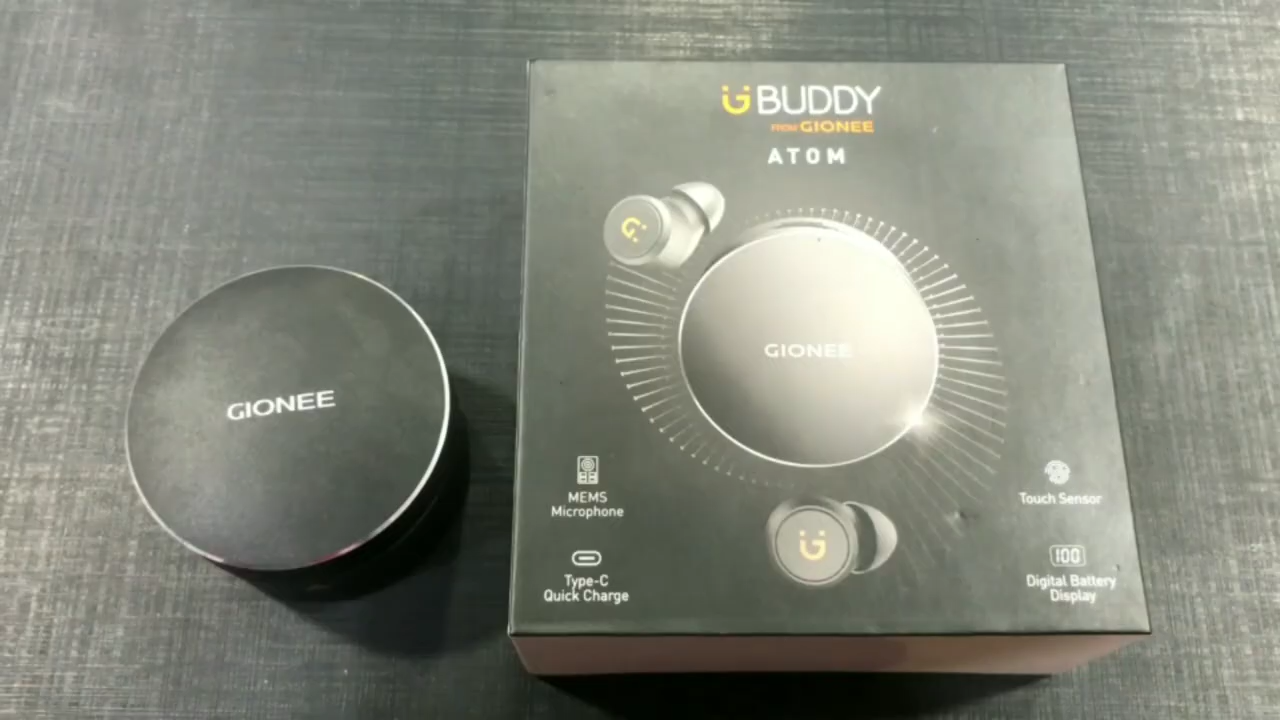 GIONEE
G BUDDY
FROM GIONEE
ATOM
G
GIONEE
MEMS
Microphone
Touch Sensor
Type-C
Quick Charge
100
Digital Battery
Display
G